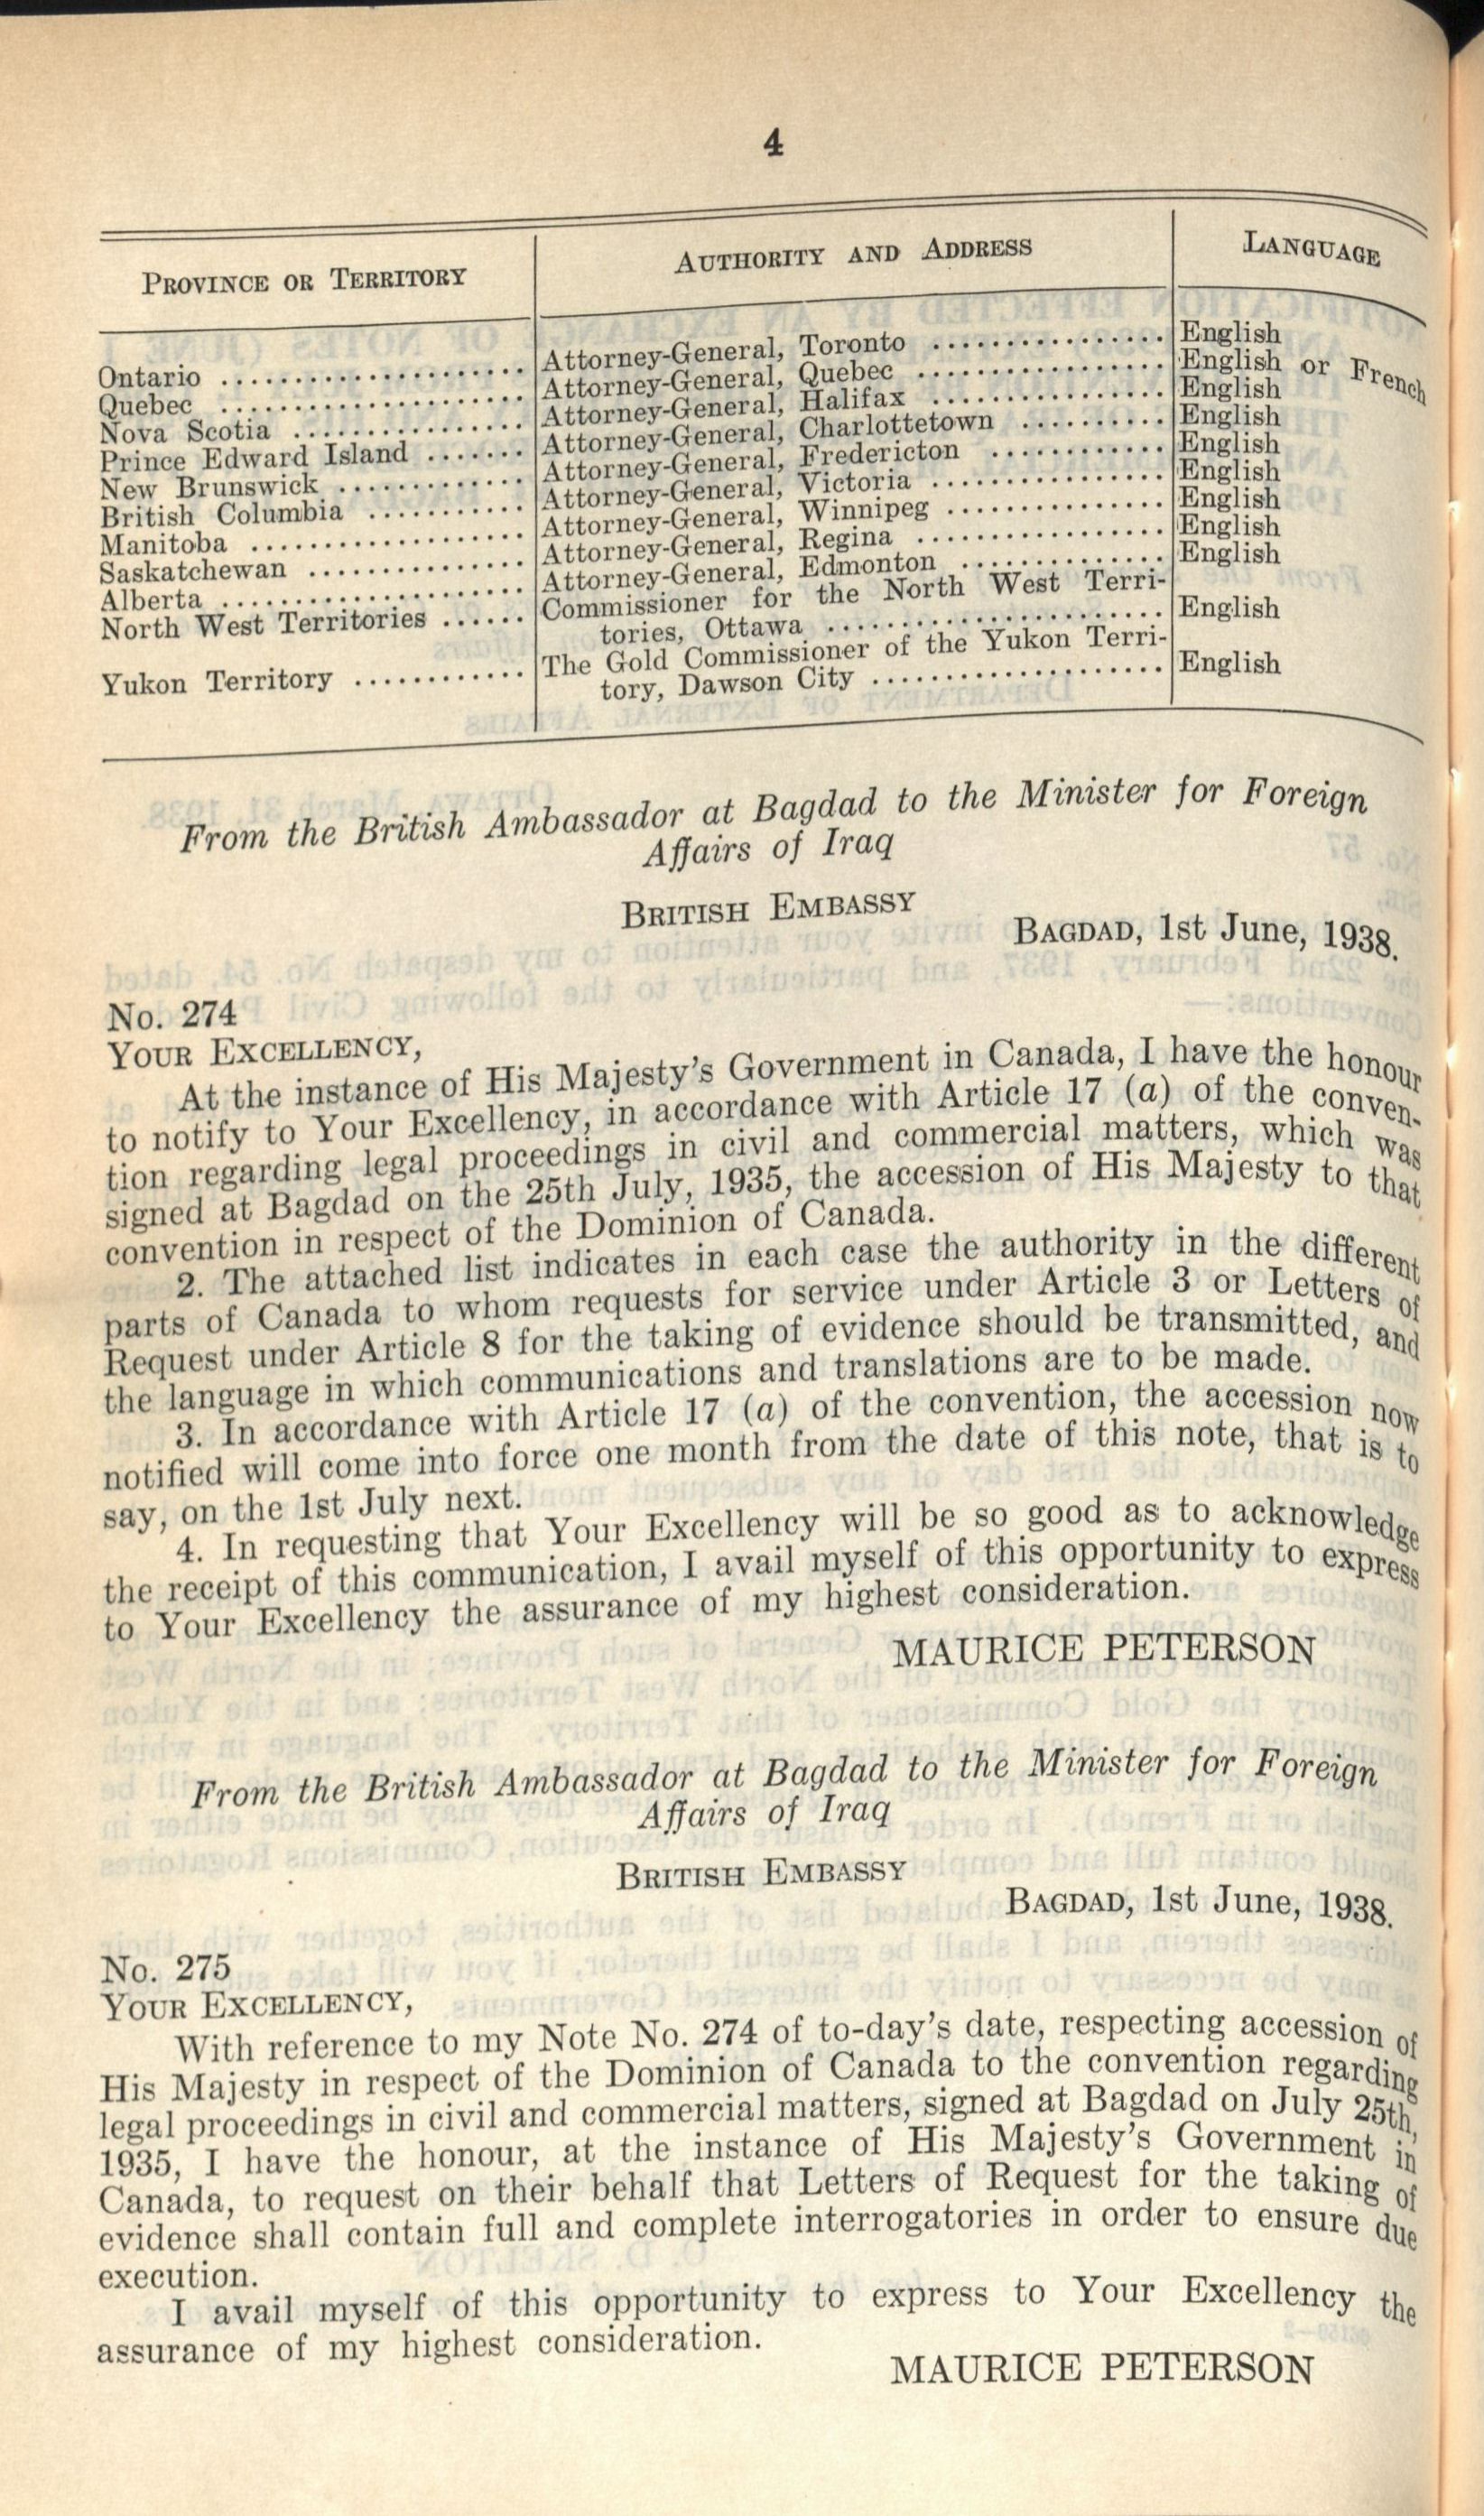 4
PROVINCE OR TERRITORY AUTHORITY AND ADDRESS LANGUAGE
Ontario ..................... Attorney-General, Toronto ................ English
Quebec ..................... Attorney-General, Quebec ................. English or French
Nova Scotia ................ Attorney-General, Halifax ................ English
Prince Edward Island ....... Attorney-General, Charlottetown .......... English
New Brunswick ............. Attorney-General, Fredericton ............ English
British Columbia ........... Attorney-General, Victoria ................ English
Manitoba ................... Attorney-General, Winnipeg ............... English
Saskatchewan ............... Attorney-General, Regina ................. English
Alberta ..................... Attorney-General, Edmonton .............. English
North West Territories ...... Commissioner for the North West Terri-
tories, Ottawa ....................... English
Yukon Territory ............ The Gold Commissioner of the Yukon Terri-
tory, Dawson City .................... English
From the British Ambassador at Bagdad to the Minister for Foreign
Affairs of Iraq
BRITISH EMBASSY
BAGDAD, 1st June, 1938.
No. 274
YOUR EXCELLENCY,
At the instance of His Majesty's Government in Canada, I have the honour
to notify to Your Excellency, in accordance with Article 17 (a) of the conven-
tion regarding legal proceedings in civil and commercial matters, which was
signed at Bagdad on the 25th July, 1935, the accession of His Majesty to that
convention in respect of the Dominion of Canada.
2. The attached list indicates in each case the authority in the different
parts of Canada to whom requests for service under Article 3 or Letters of
Request under Article 8 for the taking of evidence should be transmitted, and
the language in which communications and translations are to be made.
3. In accordance with Article 17 (a) of the convention, the accession now
notified will come into force one month from the date of this note, that is to
say, on the 1st July next.
4. In requesting that Your Excellency will be so good as to acknowledge
the receipt of this communication, I avail myself of this opportunity to express
to Your Excellency the assurance of my highest consideration.
MAURICE PETERSON
From the British Ambassador at Bagdad to the Minister for Foreign
Affairs of Iraq
BRITISH EMBASSY
BAGDAD, 1st June, 1938.
No. 275
YOUR EXCELLENCY,
With reference to my Note No. 274 of to-day's date, respecting accession of
His Majesty in respect of the Dominion of Canada to the convention regarding
legal proceedings in civil and commercial matters, signed at Bagdad on July 25th,
1935, I have the honour, at the instance of His Majesty's Government in
Canada, to request on their behalf that Letters of Request for the taking of
evidence shall contain full and complete interrogatories in order to ensure due
execution.
I avail myself of this opportunity to express to Your Excellency the
assurance of my highest consideration.
MAURICE PETERSON